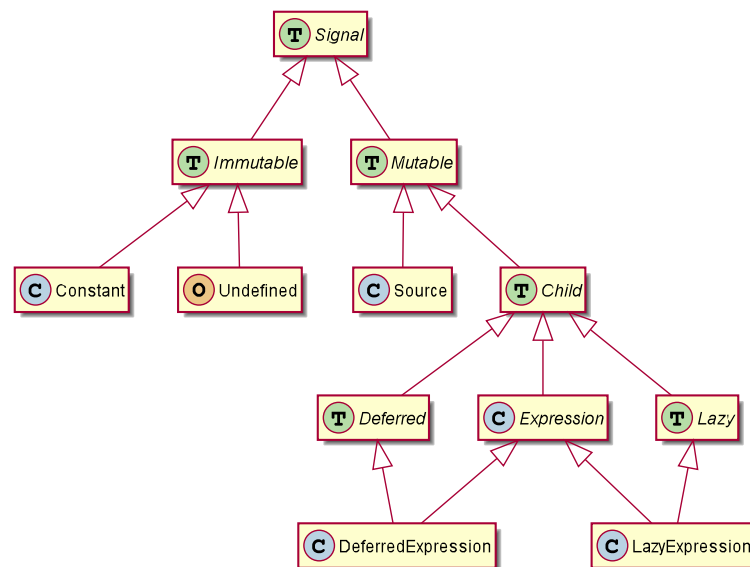 T Signal
T Immutable
T Mutable
C Constant
O Undefined
C Source
T Child
T Deferred
C Expression
T Lazy
C DeferredExpression
C LazyExpression